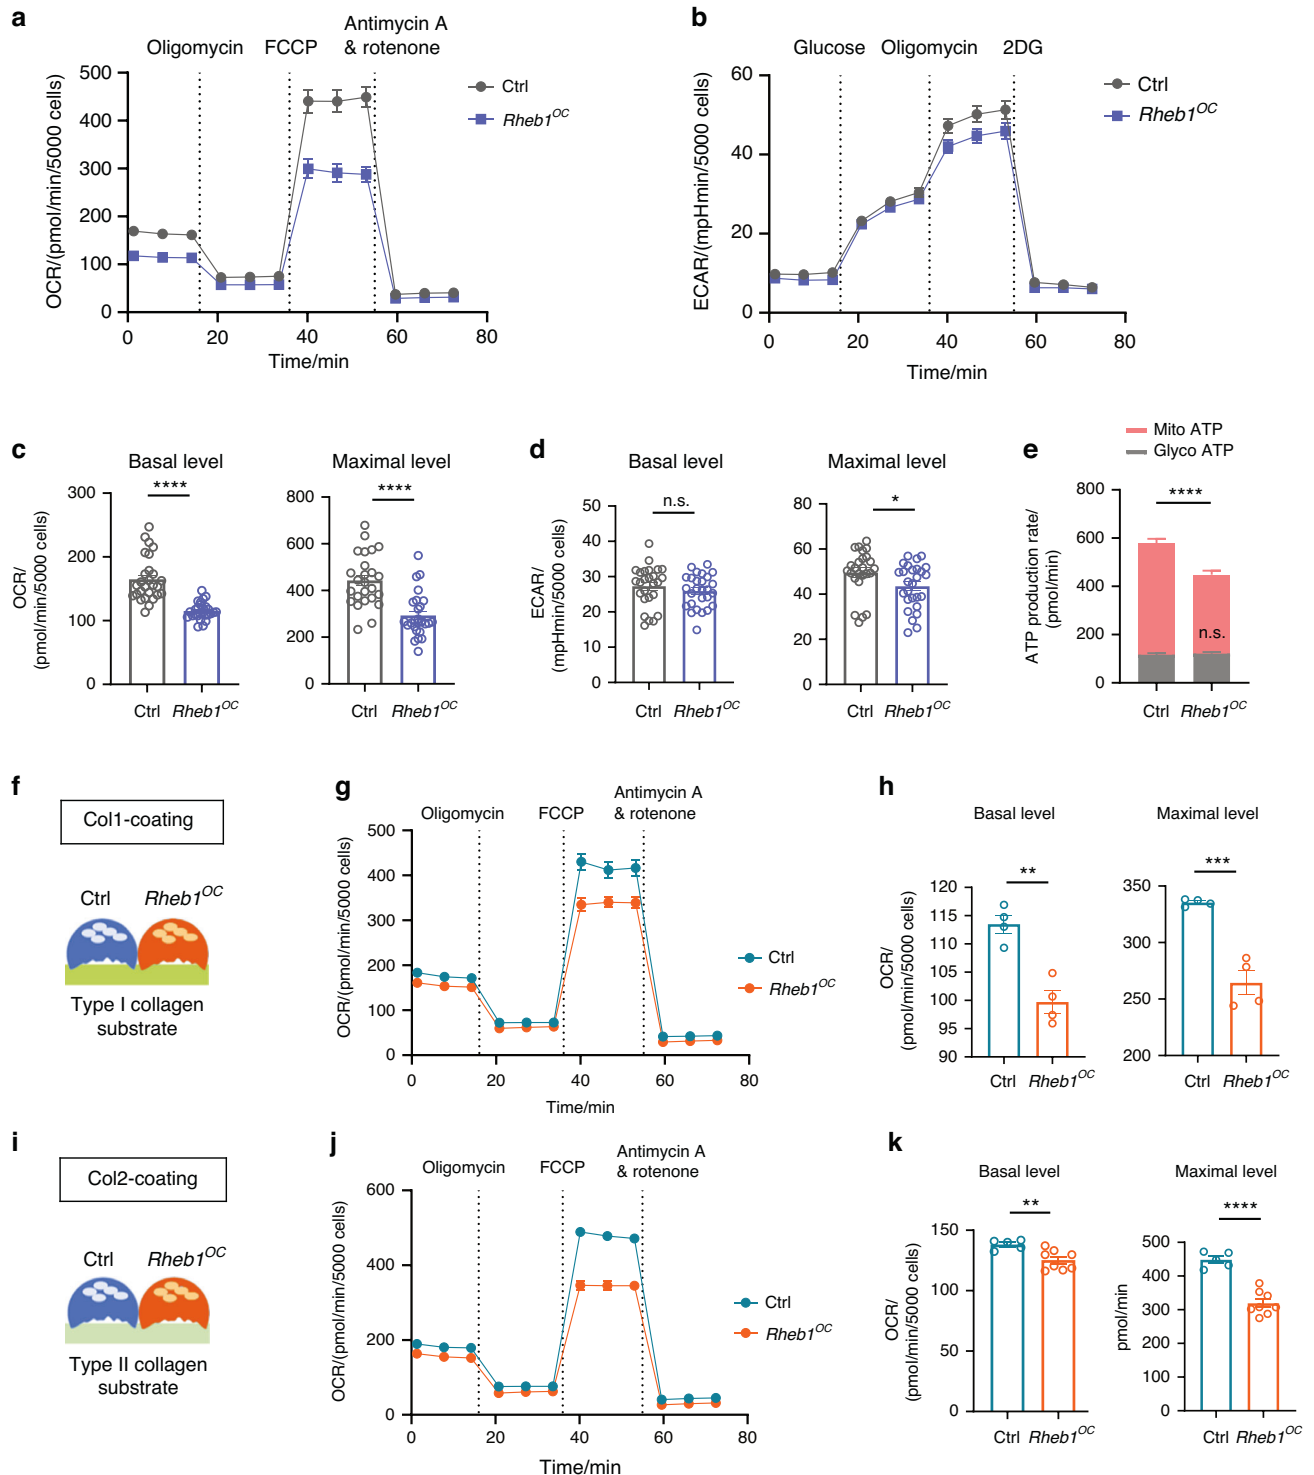 a
Oligomycin FCCP Antimycin A & rotenone
OCR/(pmol/min/5000 cells)
500
400
300
200
100
0
0 20 40 60 80
Time/min
Ctrl
Rheb1OC
b
Glucose Oligomycin 2DG
ECAR/(mpHmin/5000 cells)
60
40
20
0
0 20 40 60 80
Time/min
Ctrl
Rheb1OC
c
Basal level
****
OCR/
(pmol/min/5000 cells)
300
200
100
0
Ctrl Rheb1OC
Maximal level
****
800
600
400
200
0
Ctrl Rheb1OC
d
Basal level
n.s.
ECAR/
(mpHmin/5000 cells)
50
40
30
20
10
0
Ctrl Rheb1OC
Maximal level
*
80
60
40
20
0
Ctrl Rheb1OC
e
Mito ATP
Glyco ATP
****
ATP production rate/
(pmol/min)
800
600
400
200
0
n.s.
Ctrl Rheb1OC
f
Col1-coating
Ctrl Rheb1OC
Type I collagen
substrate
g
Oligomycin FCCP Antimycin A & rotenone
OCR/(pmol/min/5000 cells)
500
400
300
200
100
0
0 20 40 60 80
Time/min
Ctrl
Rheb1OC
h
Basal level
**
OCR/
(pmol/min/5000 cells)
120
115
110
105
100
95
90
Ctrl Rheb1OC
Maximal level
***
350
300
250
200
Ctrl Rheb1OC
i
Col2-coating
Ctrl Rheb1OC
Type II collagen
substrate
j
Oligomycin FCCP Antimycin A & rotenone
OCR/(pmol/min/5000 cells)
600
400
200
0
0 20 40 60 80
Time/min
Ctrl
Rheb1OC
k
Basal level
**
OCR/
(pmol/min/5000 cells)
150
100
50
0
Ctrl Rheb1OC
Maximal level
****
pmol/min
500
400
300
200
100
0
Ctrl Rheb1OC